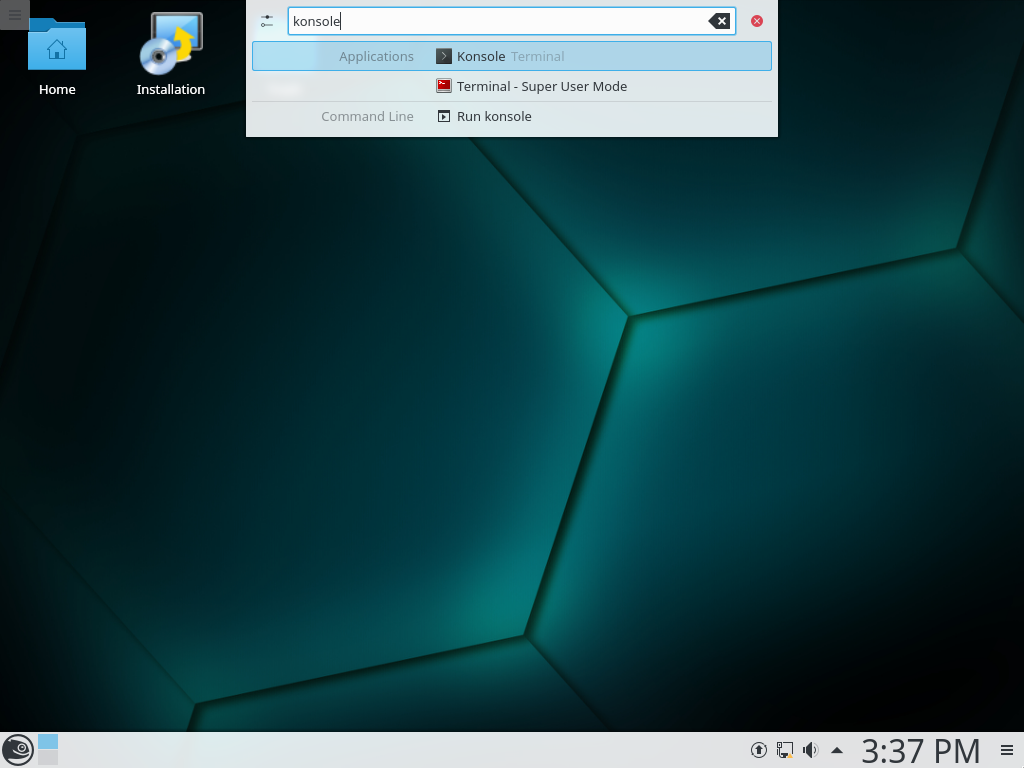 konsole
Applications Konsole Terminal
Terminal - Super User Mode
Command Line Run konsole
Home
Installation
3:37 PM